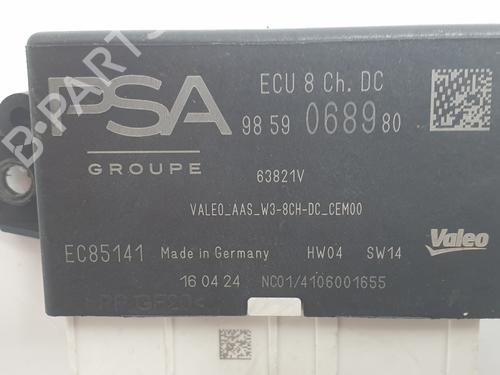 B-PARTS
PSA
GROUPE
ECU 8 Ch. DC
98 59 0689 80
63821V
VALEO_AAS_W3-8CH-DC_CEM00
EC85141 Made in Germany HW04 SW14
Valeo
16 04 24 NC01/4106001655